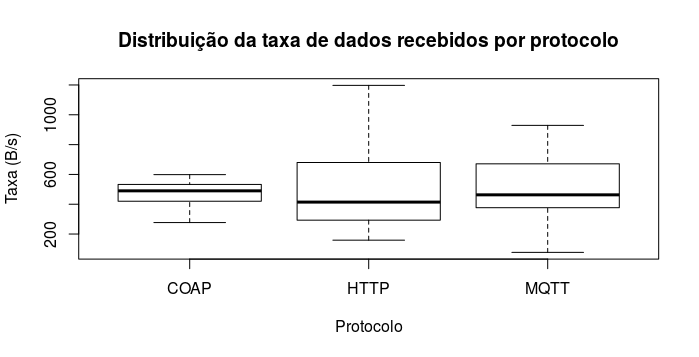 Distribuição da taxa de dados recebidos por protocolo
Taxa (B/s)
1000
600
200
COAP HTTP MQTT
Protocolo